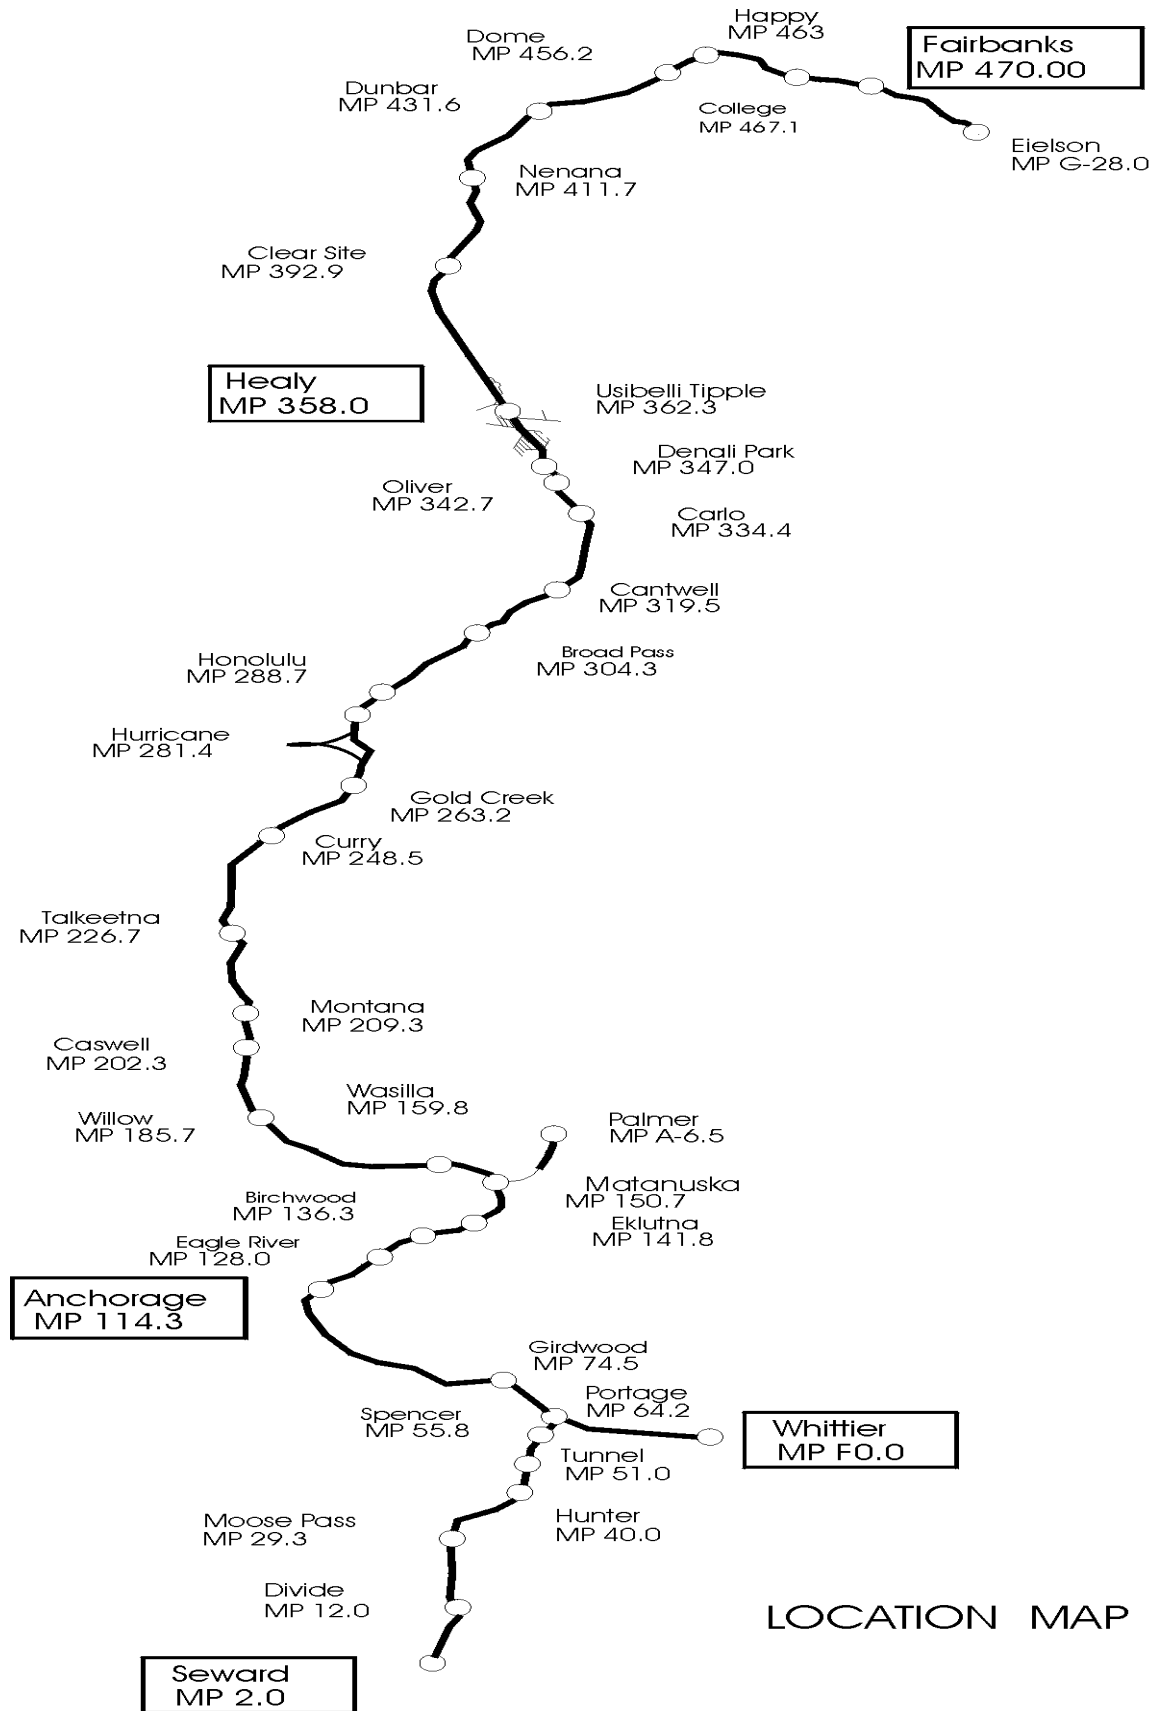 Happy
MP 463
Dome
MP 456.2
Fairbanks
MP 470.00
Dunbar
MP 431.6
College
MP 467.1
Eielson
MP G-28.0
Nenana
MP 411.7
Clear Site
MP 392.9
Healy
MP 358.0
Usibelli Tipple
MP 362.3
Denali Park
MP 347.0
Oliver
MP 342.7
Carlo
MP 334.4
Cantwell
MP 319.5
Broad Pass
MP 304.3
Honolulu
MP 288.7
Hurricane
MP 281.4
Gold Creek
MP 263.2
Curry
MP 248.5
Talkeetna
MP 226.7
Montana
MP 209.3
Caswell
MP 202.3
Wasilla
MP 159.8
Willow
MP 185.7
Palmer
MP A-6.5
Matanuska
MP 150.7
Birchwood
MP 136.3
Eklutna
MP 141.8
Eagle River
MP 128.0
Anchorage
MP 114.3
Girdwood
MP 74.5
Portage
MP 64.2
Spencer
MP 55.8
Whittier
MP F0.0
Tunnel
MP 51.0
Hunter
MP 40.0
Moose Pass
MP 29.3
Divide
MP 12.0
LOCATION MAP
Seward
MP 2.0